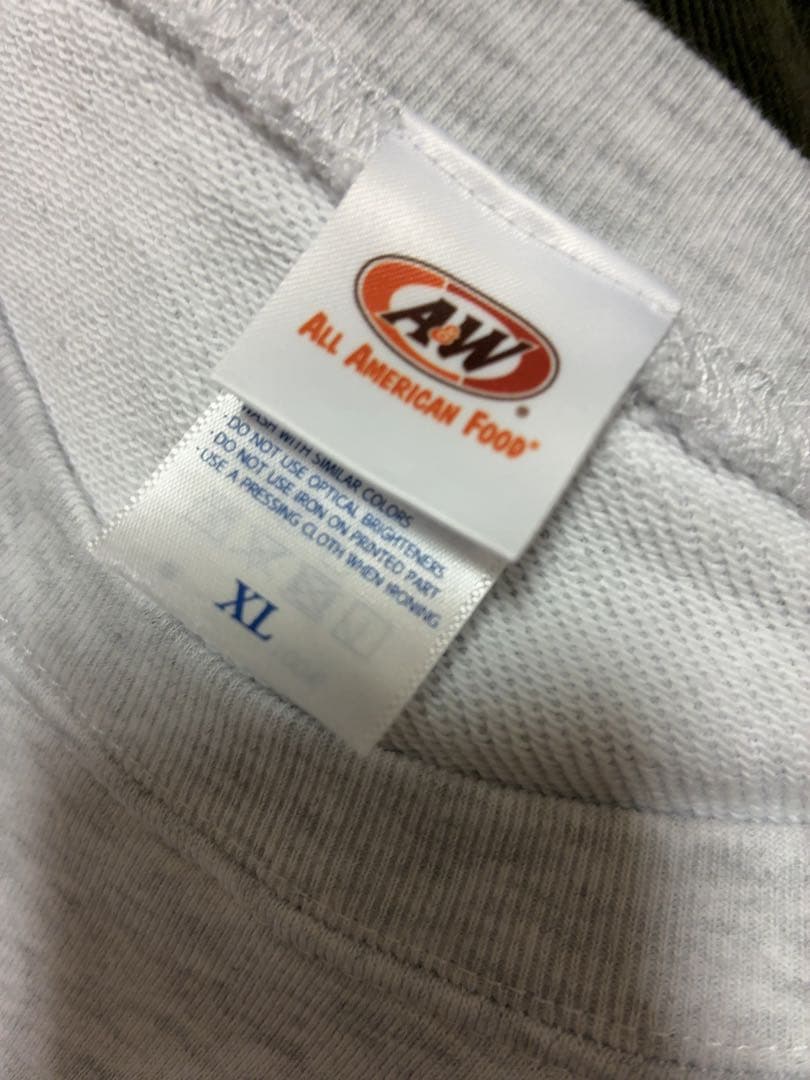 A&W®
ALL AMERICAN FOOD®
WASH WITH SIMILAR COLORS
·DO NOT USE OPTICAL BRIGHTENERS
·DO NOT USE IRON ON PRINTED PART
·USE A PRESSING CLOTH WHEN IRONING
XL